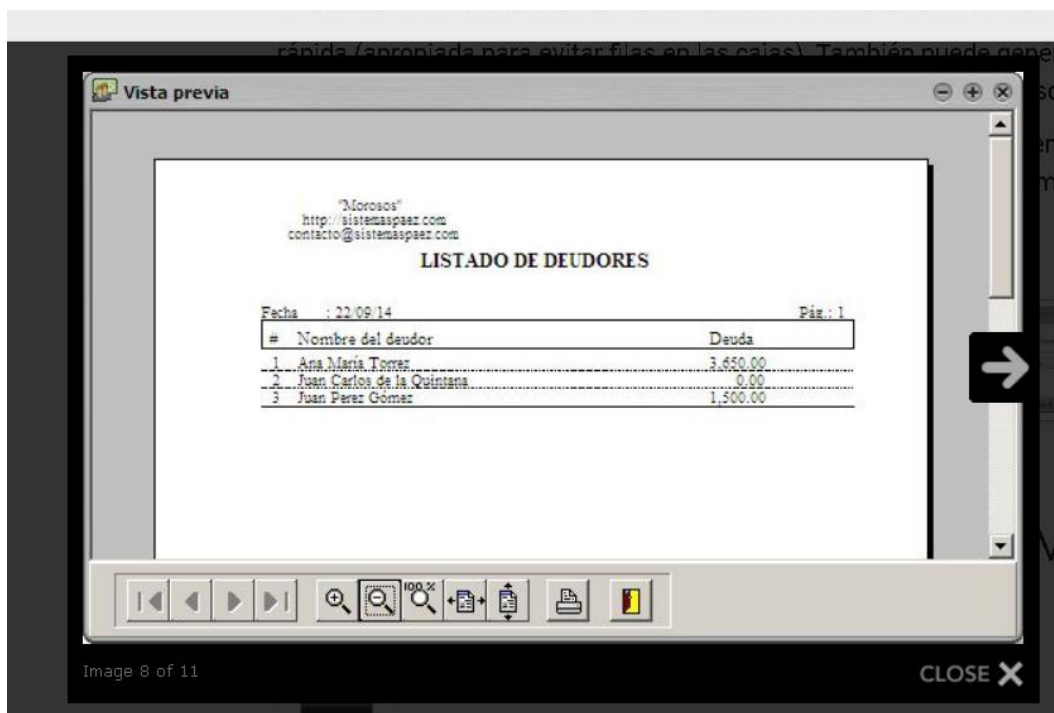 rápida (apropiada para evitar filas en las cajas). También puede gene
Vista previa
"Morosos"
http://sistemaspaez.com
contacto@sistemaspaez.com
LISTADO DE DEUDORES
Fecha : 22/09/14 Pág.: 1
# Nombre del deudor Deuda
1 Ana María Torrez 3,650.00
2 Juan Carlos de la Quintana 0.00
3 Juan Perez Gómez 1,500.00
100%
Image 8 of 11
CLOSE